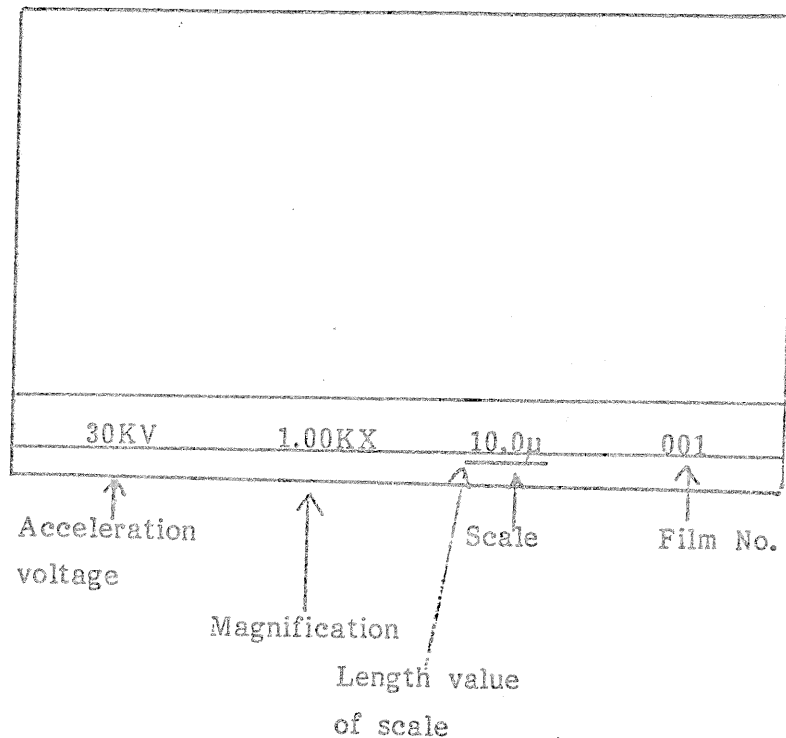 30KV 1.00KX 10.0μ 001
Acceleration
voltage
Scale
Film No.
Magnification
Length value
of scale